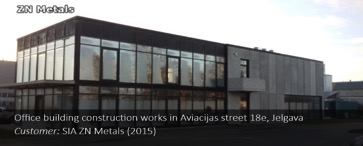 ZN Metals
Office building construction works in Aviacijas street 18e, Jelgava
Customer: SIA ZN Metals (2015)